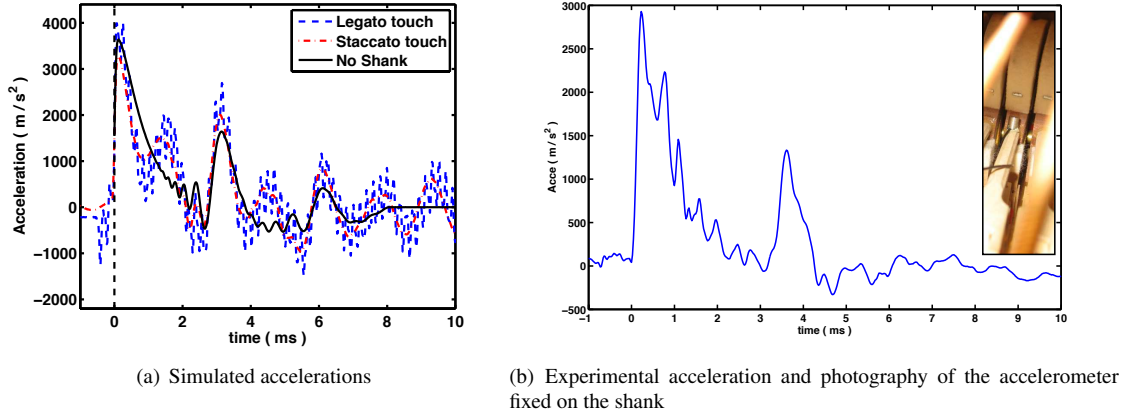 4000
3000
2000
1000
0
−1000
−2000
Acceleration ( m / s² )
Legato touch
Staccato touch
No Shank
0 2 4 6 8 10
time ( ms )
3000
2500
2000
1500
1000
500
0
−500
Acce ( m / s² )
−1 0 1 2 3 4 5 6 7 8 9 10
time ( ms )
(a) Simulated accelerations
(b) Experimental acceleration and photography of the accelerometer
fixed on the shank